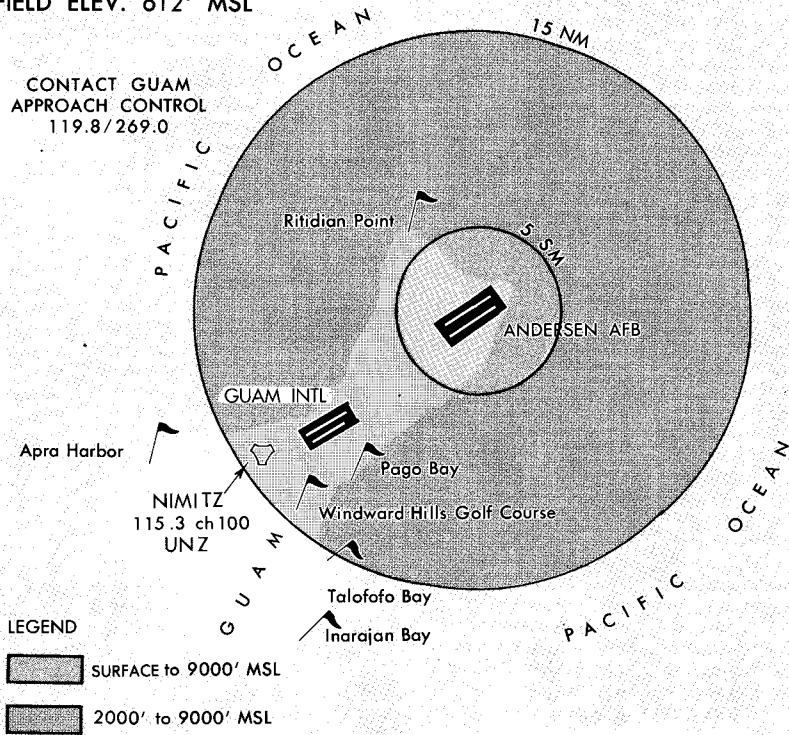 FIELD ELEV. 612' MSL
OCEAN
15 NM
CONTACT GUAM
APPROACH CONTROL
119.8/269.0
PACIFIC
Ritidian Point
5 SM
ANDERSEN AFB
GUAM INTL
Apra Harbor
Pago Bay
NIMITZ
115.3 ch 100
UNZ
Windward Hills Golf Course
OCEAN
GUAM
Talofofo Bay
PACIFIC
Inarajan Bay
LEGEND
SURFACE to 9000' MSL
2000' to 9000' MSL